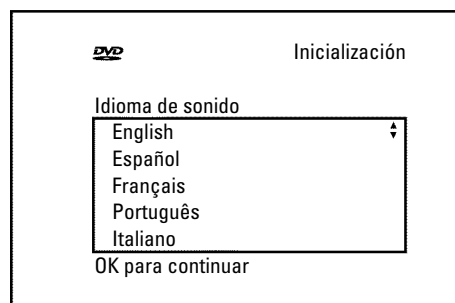 DVD
Inicialización
Idioma de sonido
English
Español
Français
Português
Italiano
OK para continuar